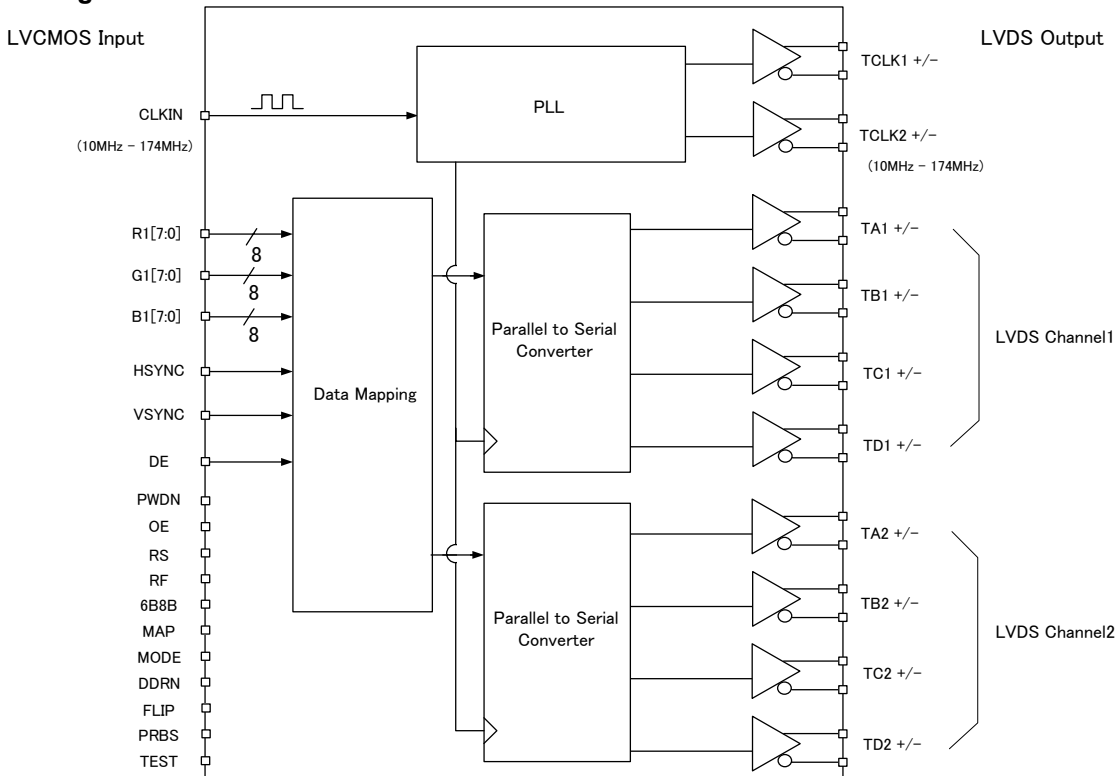 LVCMOS Input
LVDS Output
CLKIN
(10MHz - 174MHz)
PLL
TCLK1 +/-
TCLK2 +/-
(10MHz - 174MHz)
R1[7:0]
8
G1[7:0]
8
B1[7:0]
8
HSYNC
VSYNC
DE
PWDN
OE
RS
RF
6B8B
MAP
MODE
DDRN
FLIP
PRBS
TEST
Data Mapping
Parallel to Serial
Converter
Parallel to Serial
Converter
TA1 +/-
TB1 +/-
TC1 +/-
TD1 +/-
LVDS Channel1
TA2 +/-
TB2 +/-
TC2 +/-
TD2 +/-
LVDS Channel2